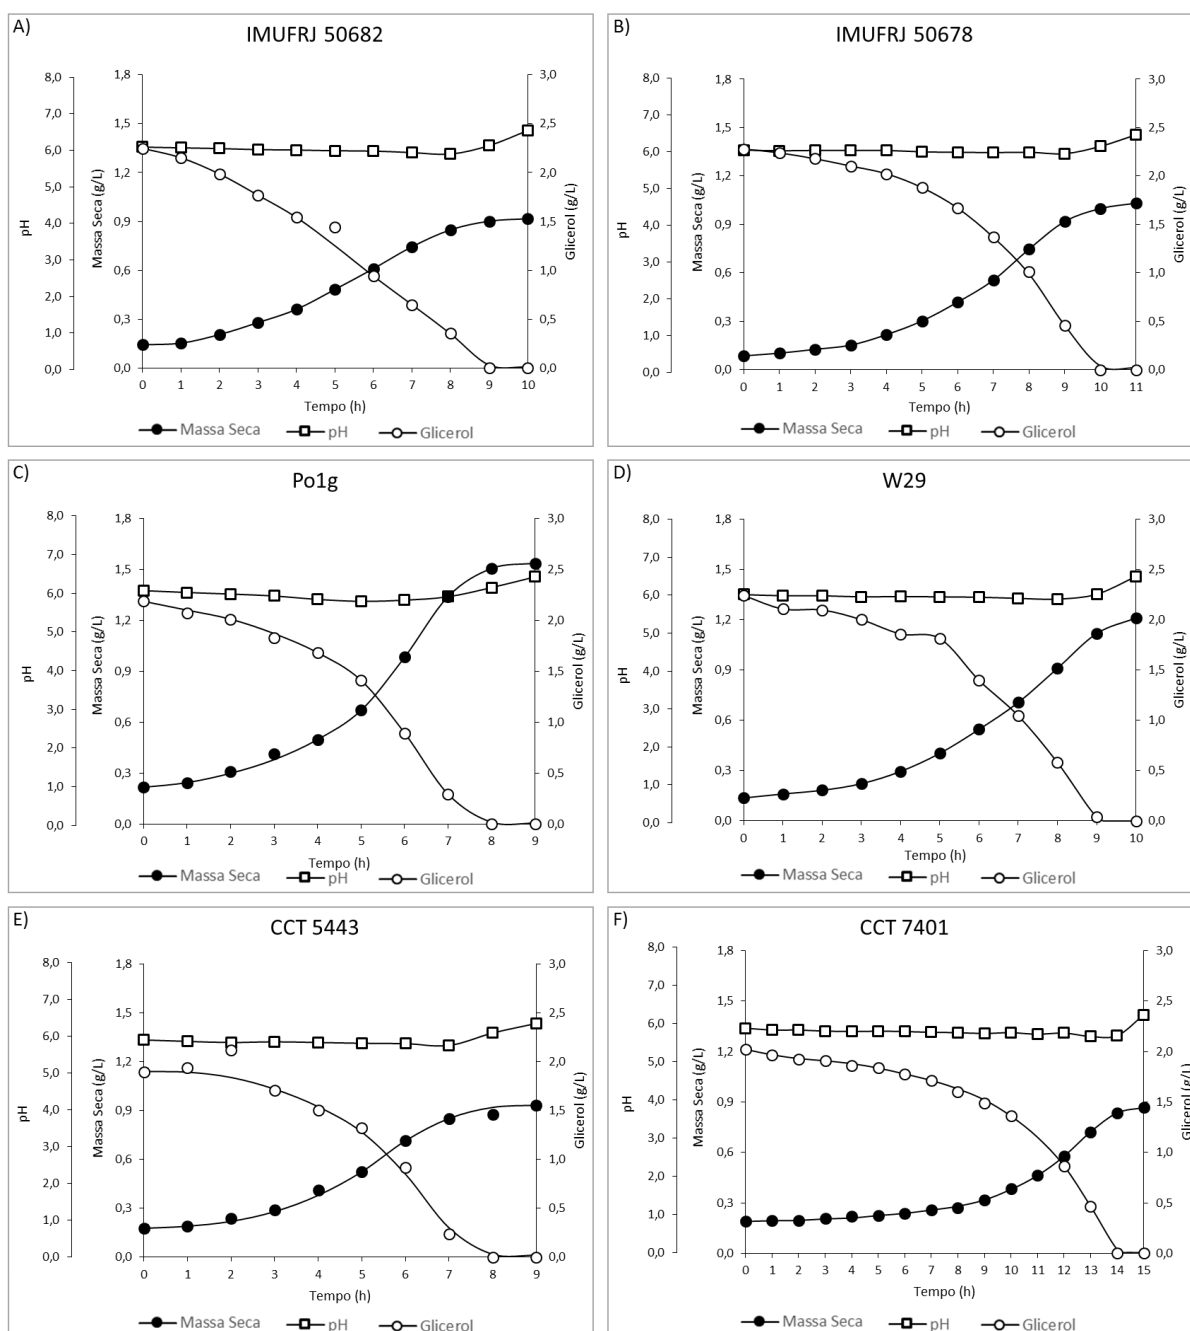 A)
IMUFRJ 50682
8,0
7,0
6,0
5,0
4,0
3,0
2,0
1,0
0,0
pH
1,8
1,5
1,2
0,9
0,6
0,3
0,0
Massa Seca (g/L)
3,0
2,5
2,0
1,5
1,0
0,5
0,0
Glicerol (g/L)
0 1 2 3 4 5 6 7 8 9 10
Tempo (h)
Massa Seca pH Glicerol
B)
IMUFRJ 50678
8,0
7,0
6,0
5,0
4,0
3,0
2,0
1,0
0,0
pH
1,8
1,5
1,2
0,9
0,6
0,3
0,0
Massa Seca (g/L)
3,0
2,5
2,0
1,5
1,0
0,5
0,0
Glicerol (g/L)
0 1 2 3 4 5 6 7 8 9 10 11
Tempo (h)
Massa Seca pH Glicerol
C)
Po1g
8,0
7,0
6,0
5,0
4,0
3,0
2,0
1,0
0,0
pH
1,8
1,5
1,2
0,9
0,6
0,3
0,0
Massa Seca (g/L)
3,0
2,5
2,0
1,5
1,0
0,5
0,0
Glicerol (g/L)
0 1 2 3 4 5 6 7 8 9
Tempo (h)
Massa Seca pH Glicerol
D)
W29
8,0
7,0
6,0
5,0
4,0
3,0
2,0
1,0
0,0
pH
1,8
1,5
1,2
0,9
0,6
0,3
0,0
Massa Seca (g/L)
3,0
2,5
2,0
1,5
1,0
0,5
0,0
Glicerol (g/L)
0 1 2 3 4 5 6 7 8 9 10
Tempo (h)
Massa Seca pH Glicerol
E)
CCT 5443
8,0
7,0
6,0
5,0
4,0
3,0
2,0
1,0
0,0
pH
1,8
1,5
1,2
0,9
0,6
0,3
0,0
Massa Seca (g/L)
3,0
2,5
2,0
1,5
1,0
0,5
0,0
Glicerol (g/L)
0 1 2 3 4 5 6 7 8 9
Tempo (h)
Massa Seca pH Glicerol
F)
CCT 7401
8,0
7,0
6,0
5,0
4,0
3,0
2,0
1,0
0,0
pH
1,8
1,5
1,2
0,9
0,6
0,3
0,0
Massa Seca (g/L)
3,0
2,5
2,0
1,5
1,0
0,5
0,0
Glicerol (g/L)
0 1 2 3 4 5 6 7 8 9 10 11 12 13 14 15
Tempo (h)
Massa Seca pH Glicerol